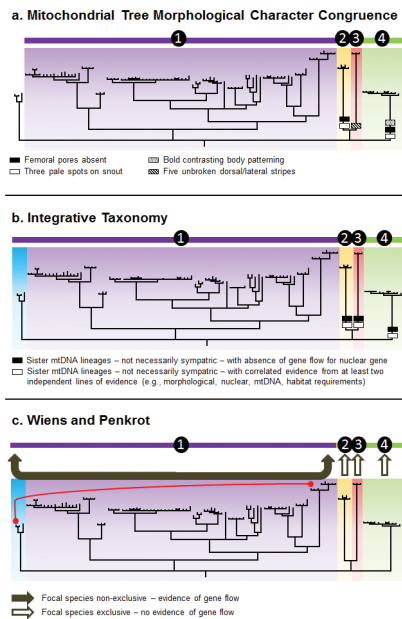 a. Mitochondrial Tree Morphological Character Congruence
1 2 3 4
Femoral pores absent
Bold contrasting body patterning
Three pale spots on snout
Five unbroken dorsal/lateral stripes
b. Integrative Taxonomy
1 2 3 4
Sister mtDNA lineages – not necessarily sympatric – with absence of gene flow for nuclear gene
Sister mtDNA lineages – not necessarily sympatric – with correlated evidence from at least two
independent lines of evidence (e.g., morphological, nuclear, mtDNA, habitat requirements)
c. Wiens and Penkrot
1 2 3 4
Focal species non-exclusive – evidence of gene flow
Focal species exclusive – no evidence of gene flow